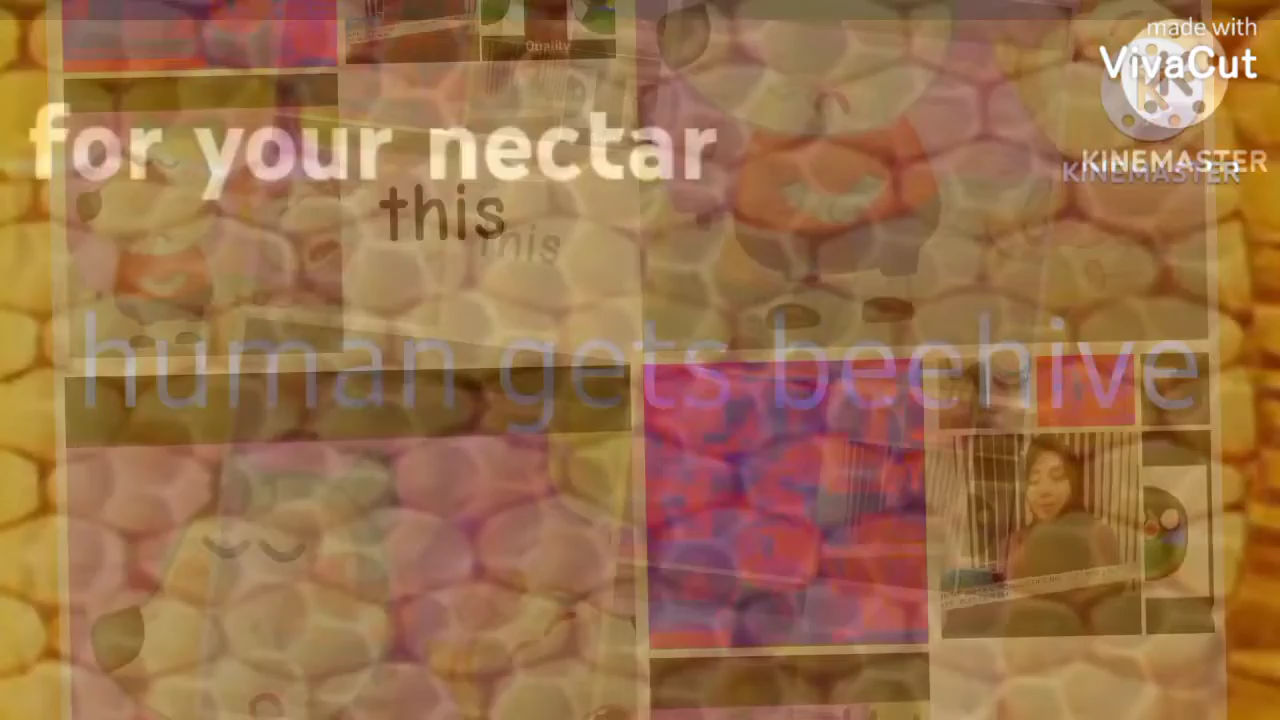 Quality
made with
VivaCut
for your nectar
KINEMASTER
KINEMASTER
this
this
human gets beehive